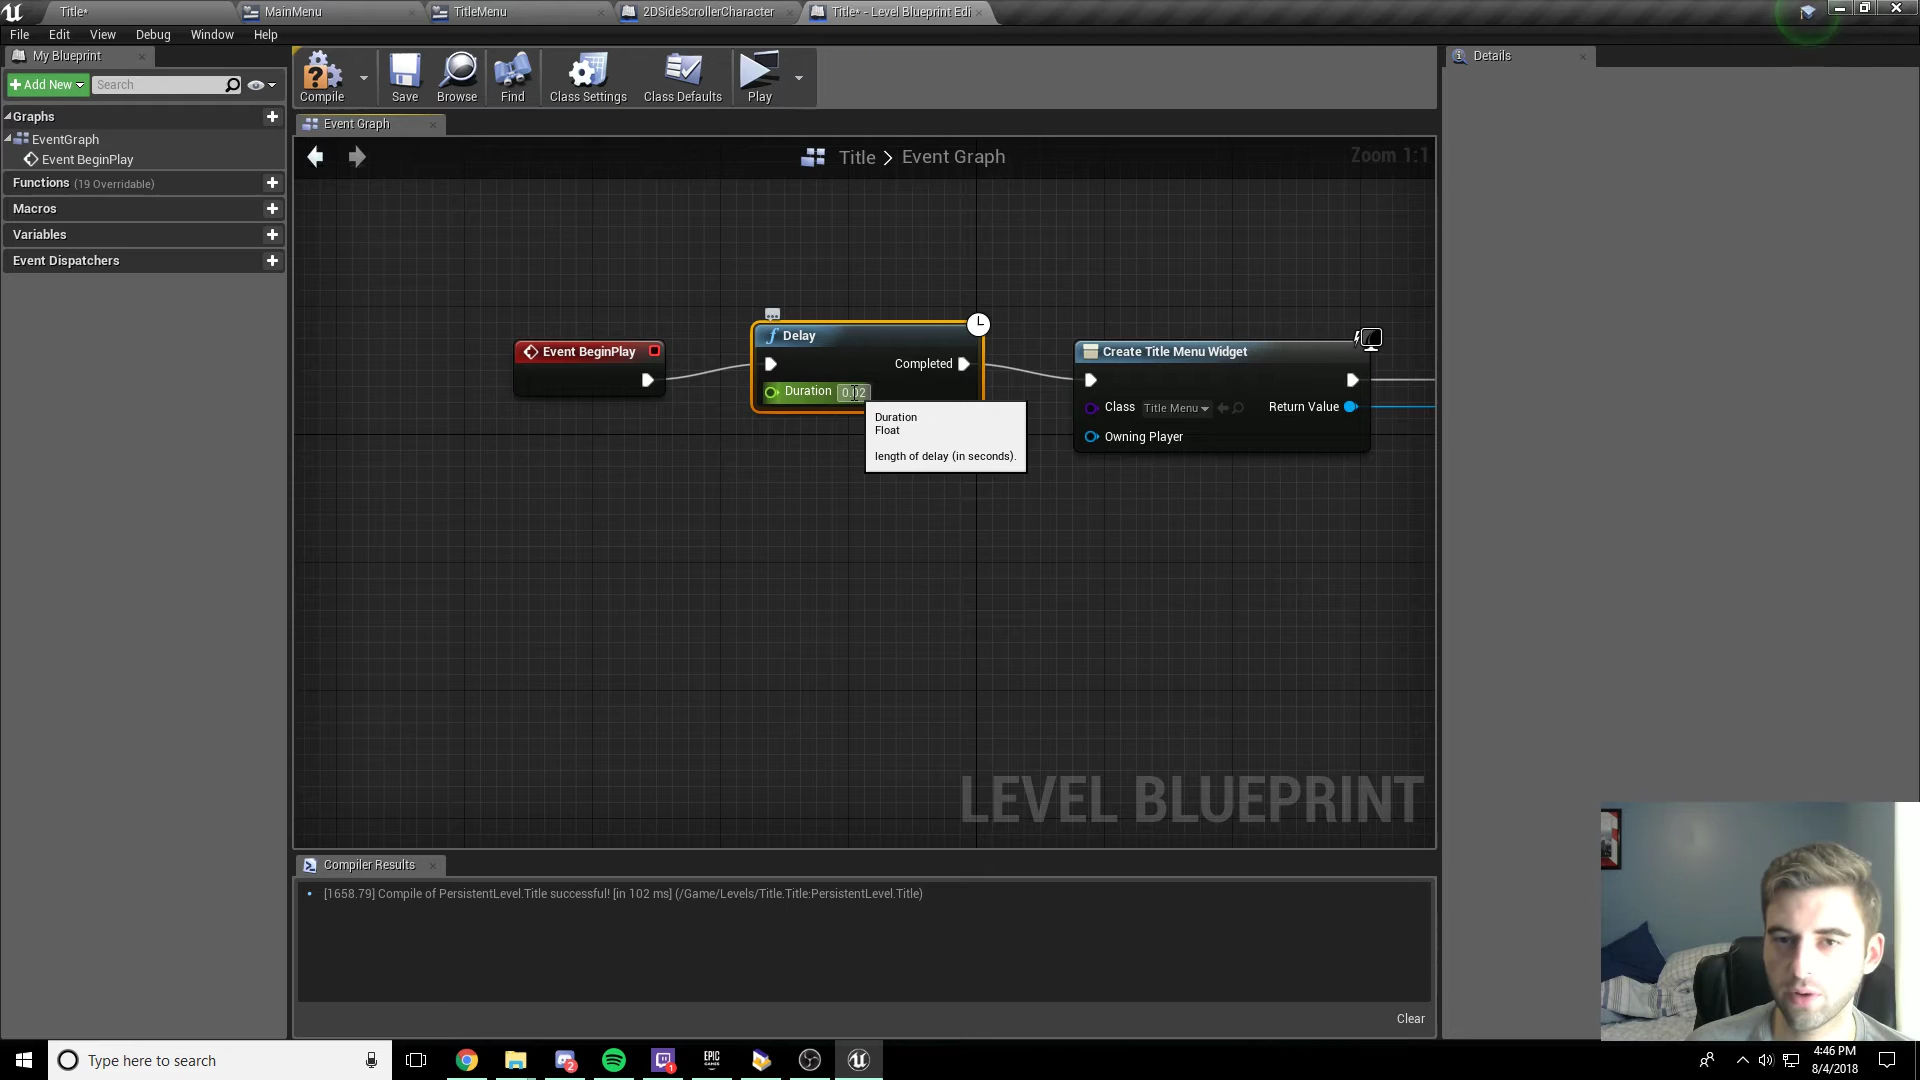 Title*
MainMenu
TitleMenu
2DSideScrollerCharacter
Title* - Level Blueprint Edi
File Edit View Debug Window Help
My Blueprint
Details
Add New
Search
Compile
Save
Browse
Find
Class Settings
Class Defaults
Play
Graphs
EventGraph
Event BeginPlay
Functions (19 Overridable)
Macros
Variables
Event Dispatchers
Event Graph
Title > Event Graph
Zoom 1:1
Event BeginPlay
Delay
Completed
Duration 0.02
Duration
Float
length of delay (in seconds).
Create Title Menu Widget
Class Title Menu
Return Value
Owning Player
LEVEL BLUEPRINT
Compiler Results
[1658.79] Compile of PersistentLevel.Title successful! [in 102 ms] (/Game/Levels/Title.Title:PersistentLevel.Title)
Clear
Type here to search
2
1
EPIC
GAMES
4:46 PM
8/4/2018